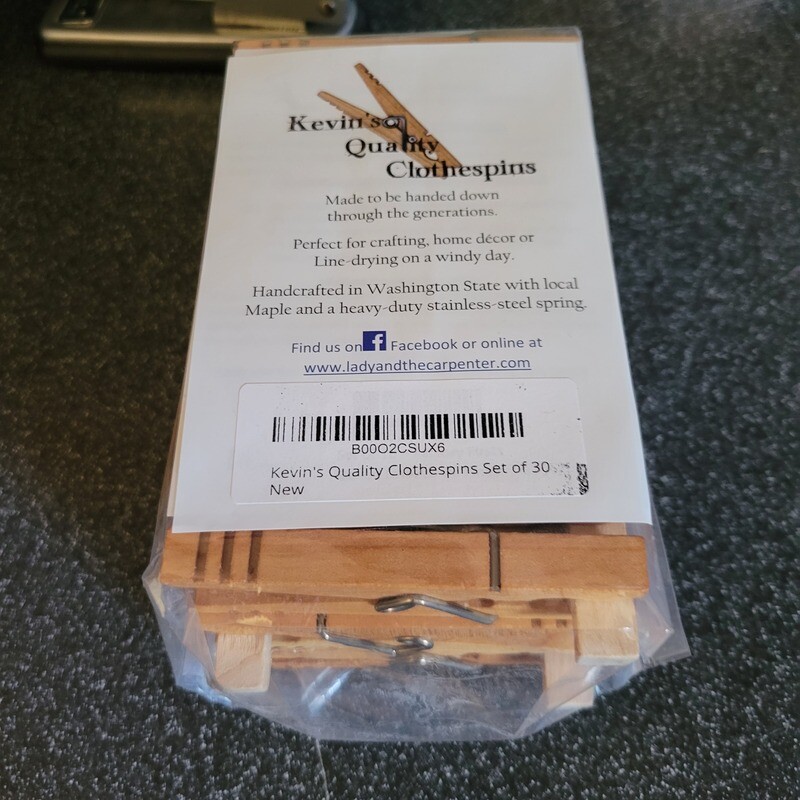 Kevin's
Quality
Clothespins
Made to be handed down
through the generations.
Perfect for crafting, home décor or
Line-drying on a windy day.
Handcrafted in Washington State with local
Maple and a heavy-duty stainless-steel spring.
Find us on f Facebook or online at
www.ladyandthecarpenter.com
B00O2CSUX6
Kevin's Quality Clothespins Set of 30
New